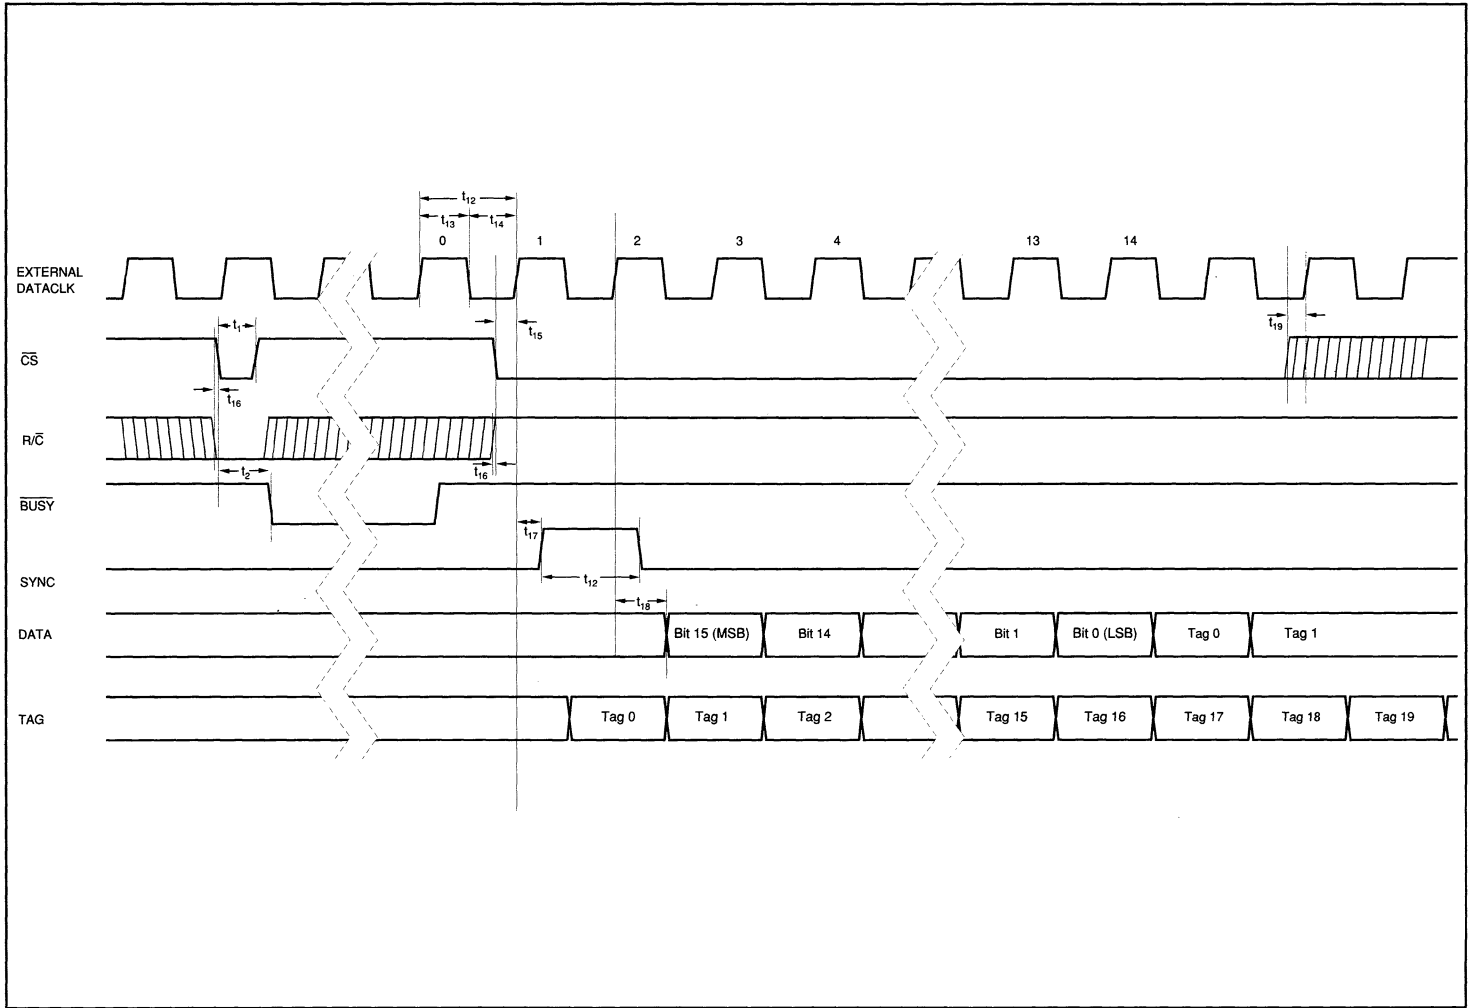 t12
t13 t14
0 1 2 3 4 13 14
EXTERNAL
DATACLK
t1
t15
t19
CS
t16
R/C
t2
t16
BUSY
t17
SYNC
t12
t18
DATA
Bit 15 (MSB) Bit 14 Bit 1 Bit 0 (LSB) Tag 0 Tag 1
TAG
Tag 0 Tag 1 Tag 2 Tag 15 Tag 16 Tag 17 Tag 18 Tag 19